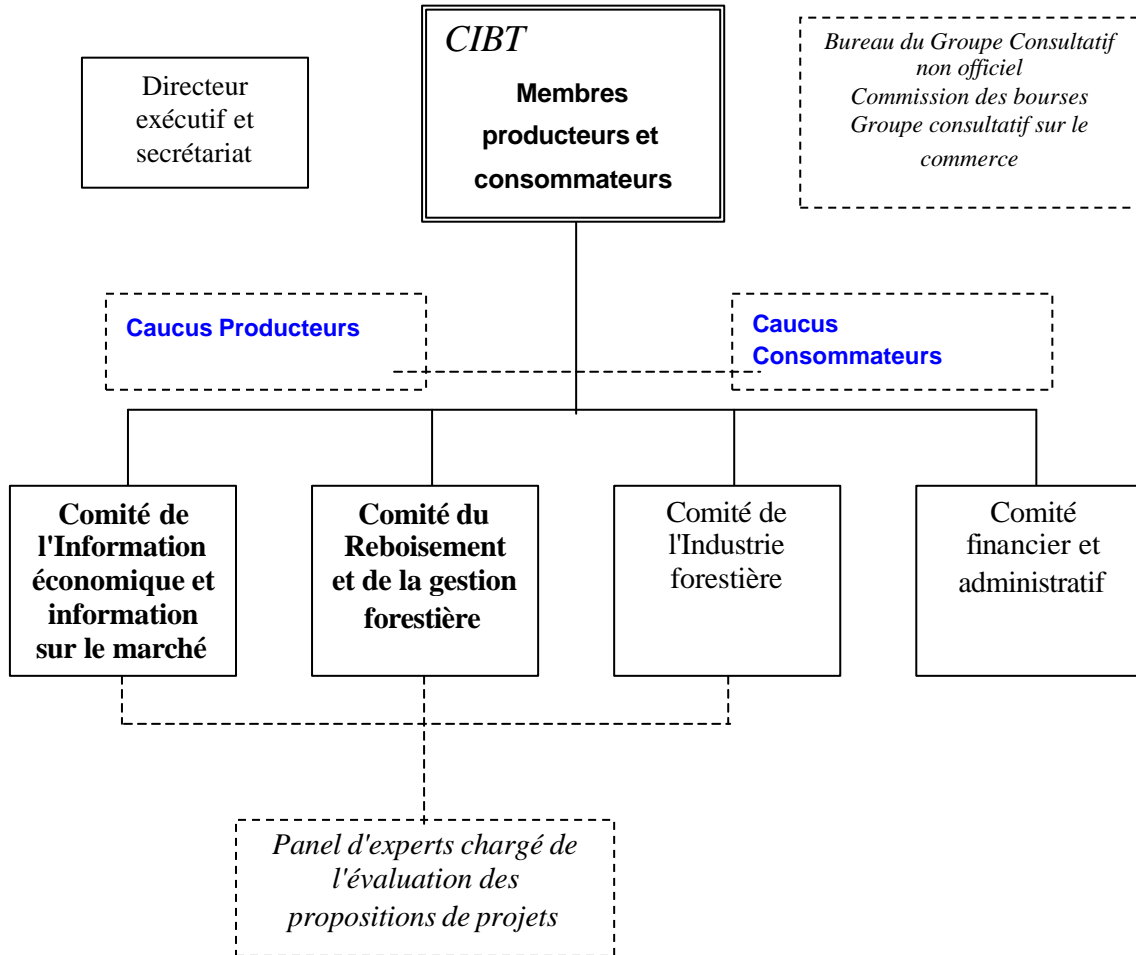 Directeur
exécutif et
secrétariat
CIBT
Membres
producteurs et
consommateurs
Bureau du Groupe Consultatif
non officiel
Commission des bourses
Groupe consultatif sur le
commerce
Caucus Producteurs
Caucus
Consommateurs
Comité de
l'Information
économique et
information
sur le marché
Comité du
Reboisement
et de la gestion
forestière
Comité de
l'Industrie
forestière
Comité
financier et
administratif
Panel d'experts chargé de
l'évaluation des
propositions de projets